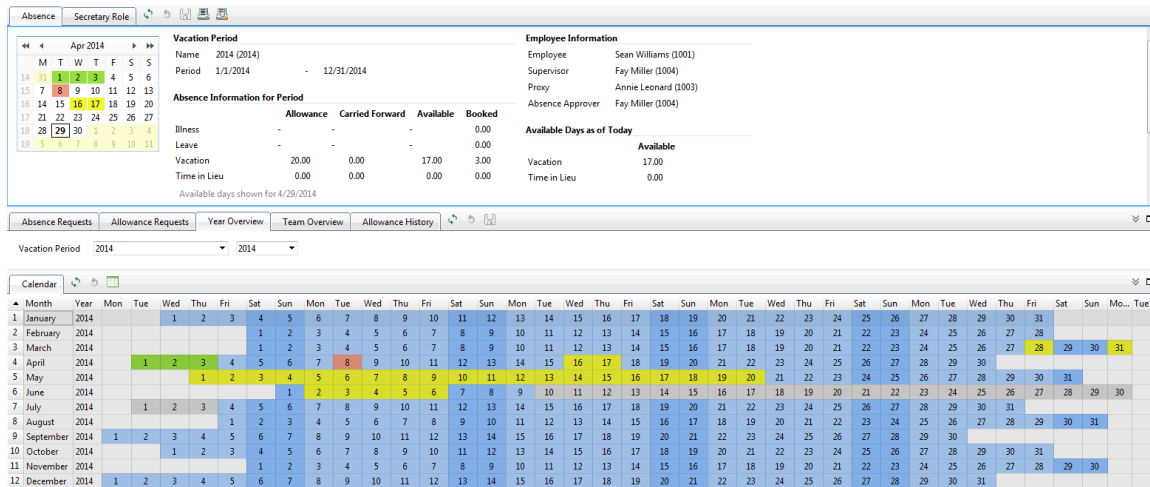 Absence Secretary Role
Apr 2014
M T W T F S S
14 31 1 2 3 4 5 6
15 7 8 9 10 11 12 13
16 14 15 16 17 18 19 20
17 21 22 23 24 25 26 27
18 28 29 30 1 2 3 4
19 5 6 7 8 9 10 11
Vacation Period
Name 2014 (2014)
Period 1/1/2014 - 12/31/2014
Absence Information for Period
Allowance Carried Forward Available Booked
Illness - - - 0.00
Leave - - - 0.00
Vacation 20.00 0.00 17.00 3.00
Time in Lieu 0.00 0.00 0.00 0.00
Available days shown for 4/29/2014
Employee Information
Employee Sean Williams (1001)
Supervisor Fay Miller (1004)
Proxy Annie Leonard (1003)
Absence Approver Fay Miller (1004)
Available Days as of Today
Available
Vacation 17.00
Time in Lieu 0.00
Absence Requests Allowance Requests Year Overview Team Overview Allowance History
Vacation Period 2014 2014
Calendar
Month Year Mon Tue Wed Thu Fri Sat Sun Mon Tue Wed Thu Fri Sat Sun Mon Tue Wed Thu Fri Sat Sun Mon Tue Wed Thu Fri Sat Sun Mon Tue Wed Thu Fri Sat Sun Mo... Tue
1 January 2014 1 2 3 4 5 6 7 8 9 10 11 12 13 14 15 16 17 18 19 20 21 22 23 24 25 26 27 28 29 30 31
2 February 2014 1 2 3 4 5 6 7 8 9 10 11 12 13 14 15 16 17 18 19 20 21 22 23 24 25 26 27 28
3 March 2014 1 2 3 4 5 6 7 8 9 10 11 12 13 14 15 16 17 18 19 20 21 22 23 24 25 26 27 28 29 30 31
4 April 2014 1 2 3 4 5 6 7 8 9 10 11 12 13 14 15 16 17 18 19 20 21 22 23 24 25 26 27 28 29 30
5 May 2014 1 2 3 4 5 6 7 8 9 10 11 12 13 14 15 16 17 18 19 20 21 22 23 24 25 26 27 28 29 30 31
6 June 2014 1 2 3 4 5 6 7 8 9 10 11 12 13 14 15 16 17 18 19 20 21 22 23 24 25 26 27 28 29 30
7 July 2014 1 2 3 4 5 6 7 8 9 10 11 12 13 14 15 16 17 18 19 20 21 22 23 24 25 26 27 28 29 30 31
8 August 2014 1 2 3 4 5 6 7 8 9 10 11 12 13 14 15 16 17 18 19 20 21 22 23 24 25 26 27 28 29 30 31
9 September 2014 1 2 3 4 5 6 7 8 9 10 11 12 13 14 15 16 17 18 19 20 21 22 23 24 25 26 27 28 29 30
10 October 2014 1 2 3 4 5 6 7 8 9 10 11 12 13 14 15 16 17 18 19 20 21 22 23 24 25 26 27 28 29 30 31
11 November 2014 1 2 3 4 5 6 7 8 9 10 11 12 13 14 15 16 17 18 19 20 21 22 23 24 25 26 27 28 29 30
12 December 2014 1 2 3 4 5 6 7 8 9 10 11 12 13 14 15 16 17 18 19 20 21 22 23 24 25 26 27 28 29 30 31